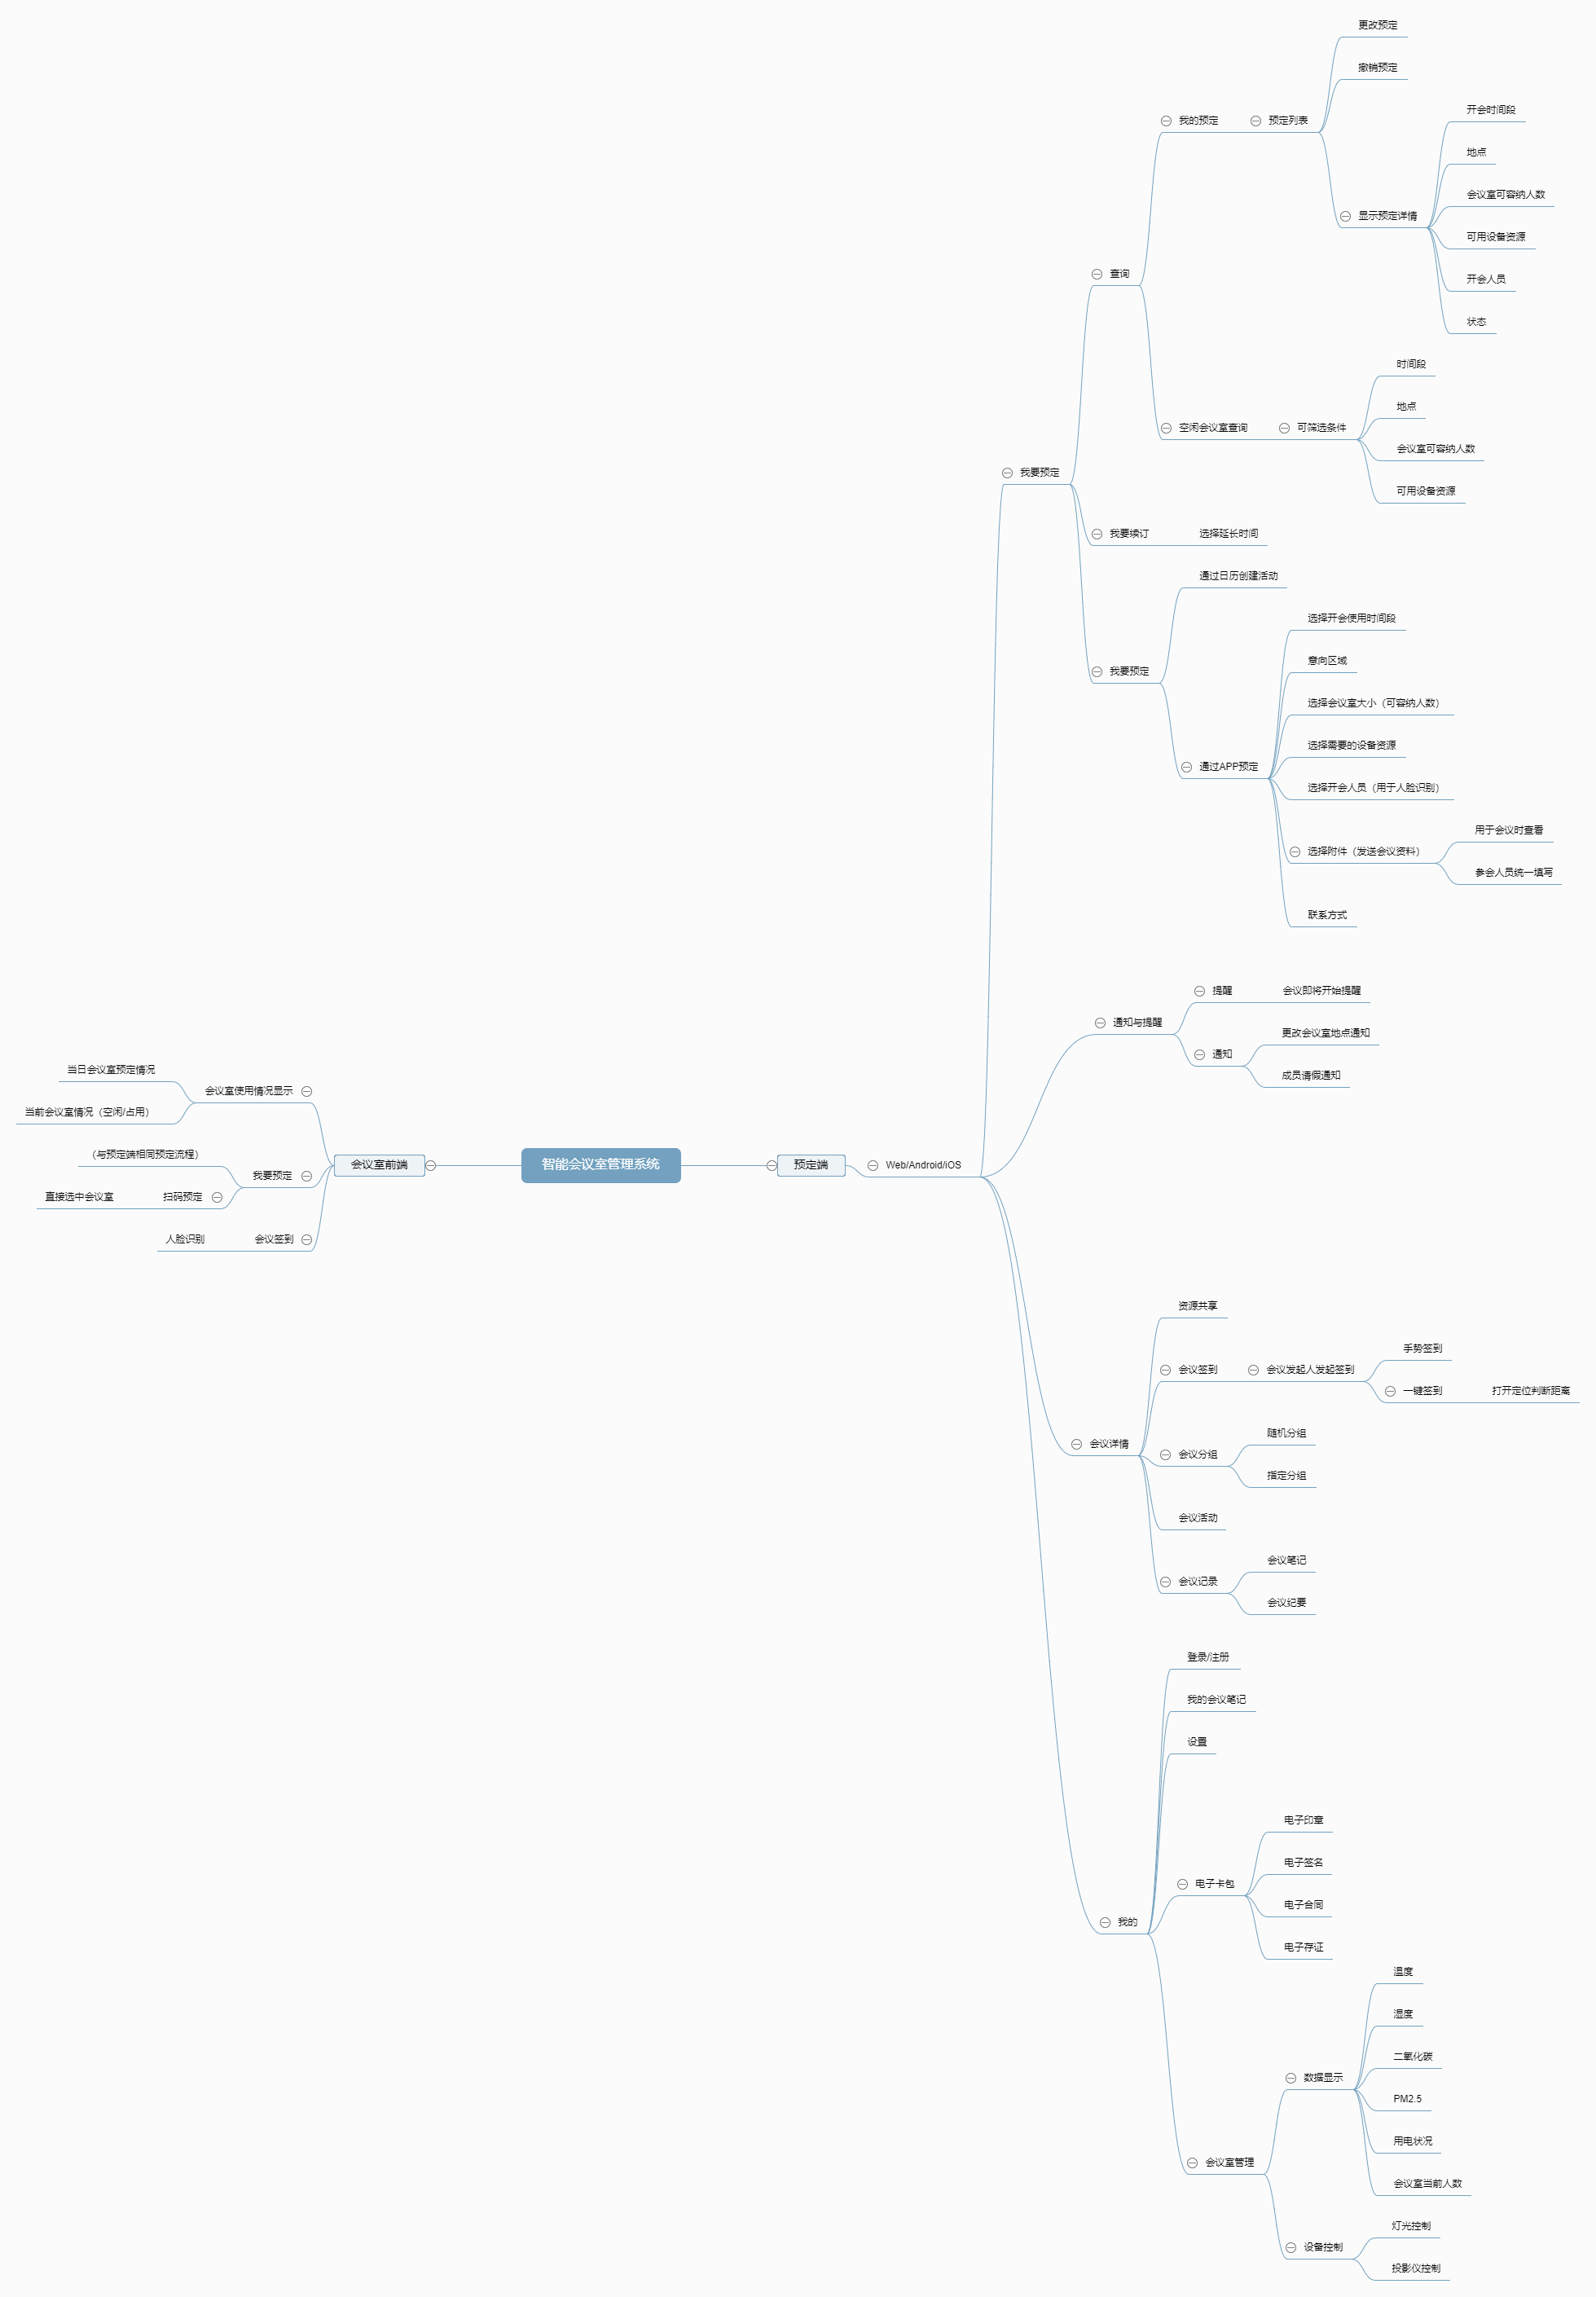 智能会议室管理系统
会议室前端
会议室使用情况显示
当日会议室预定情况
当前会议室情况（空闲/占用）
我要预定
（与预定端相同预定流程）
扫码预定
直接选中会议室
会议签到
人脸识别
预定端
Web/Android/iOS
我要预定
查询
我的预定
预定列表
更改预定
撤销预定
显示预定详情
开会时间段
地点
会议室可容纳人数
可用设备资源
开会人员
状态
空闲会议室查询
可筛选条件
时间段
地点
会议室可容纳人数
可用设备资源
我要续订
选择延长时间
我要预定
通过日历创建活动
通过APP预定
选择开会使用时间段
意向区域
选择会议室大小（可容纳人数）
选择需要的设备资源
选择开会人员（用于人脸识别）
选择附件（发送会议资料）
用于会议时查看
参会人员统一填写
联系方式
通知与提醒
提醒
会议即将开始提醒
通知
更改会议室地点通知
成员请假通知
会议详情
资源共享
会议签到
会议发起人发起签到
手势签到
一键签到
打开定位判断距离
会议分组
随机分组
指定分组
会议活动
会议记录
会议笔记
会议纪要
我的
登录/注册
我的会议笔记
设置
电子卡包
电子印章
电子签名
电子合同
电子存证
会议室管理
数据显示
温度
湿度
二氧化碳
PM2.5
用电状况
会议室当前人数
设备控制
灯光控制
投影仪控制